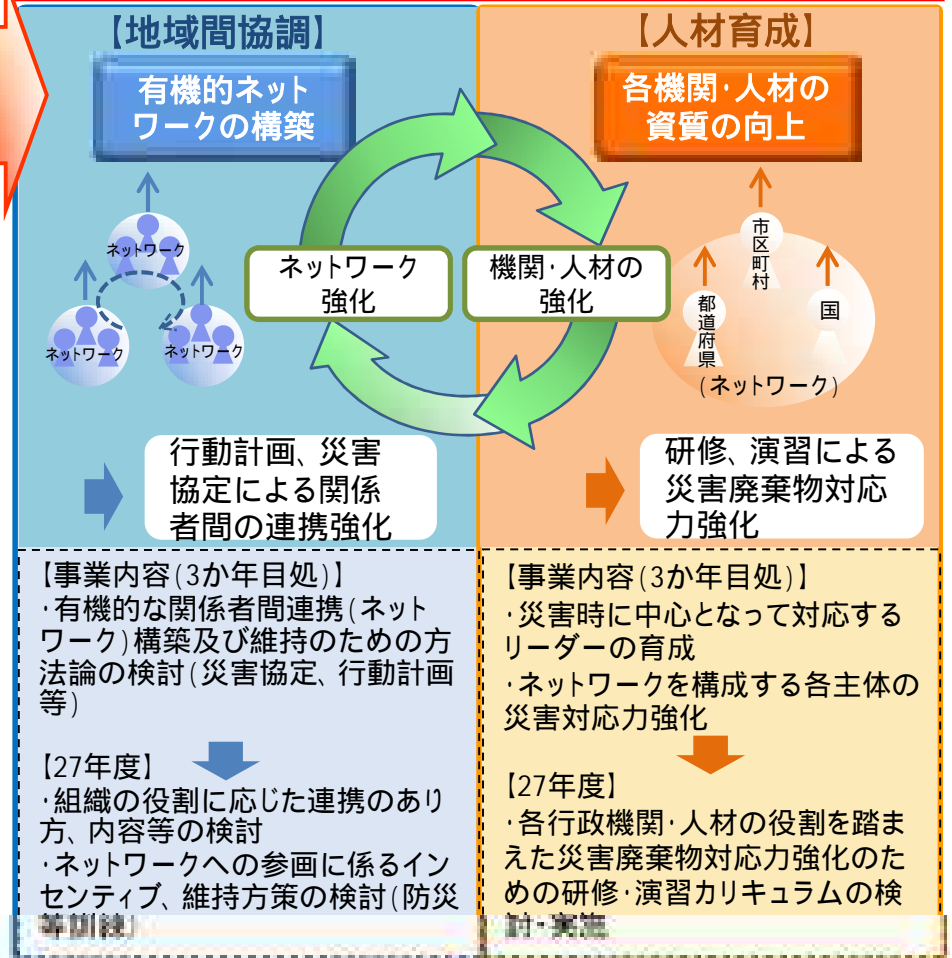 【地域間協調】
有機的ネット
ワークの構築
ネットワーク
ネットワーク
ネットワーク
ネットワーク
強化
行動計画、災害
協定による関係
者間の連携強化
【事業内容(3か年目処)】
・有機的な関係者間連携(ネット
ワーク)構築及び維持のための方
法論の検討(災害協定、行動計画
等)
【27年度】
・組織の役割に応じた連携のあり
方、内容等の検討
・ネットワークへの参画に係るイン
センティブ、維持方策の検討(防災
等訓練)
【人材育成】
各機関・人材の
資質の向上
機関・人材の
強化
市区町村
都道府県
国
(ネットワーク)
研修、演習による
災害廃棄物対応
力強化
【事業内容(3か年目処)】
・災害時に中心となって対応する
リーダーの育成
・ネットワークを構成する各主体の
災害対応力強化
【27年度】
・各行政機関・人材の役割を踏ま
えた災害廃棄物対応力強化のた
めの研修・演習カリキュラムの検
討・実施